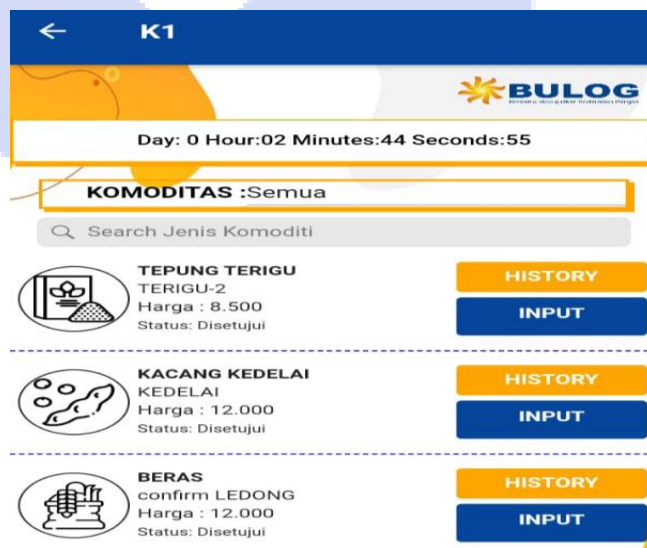 K1
BULOG
Day: 0 Hour:02 Minutes:44 Seconds:55
KOMODITAS :Semua
Search Jenis Komoditi
TEPUNG TERIGU
TERIGU-2
Harga : 8.500
Status: Disetujui
HISTORY
INPUT
KACANG KEDELAI
KEDELAI
Harga : 12.000
Status: Disetujui
HISTORY
INPUT
BERAS
confirm LEDONG
Harga : 12.000
Status: Disetujui
HISTORY
INPUT